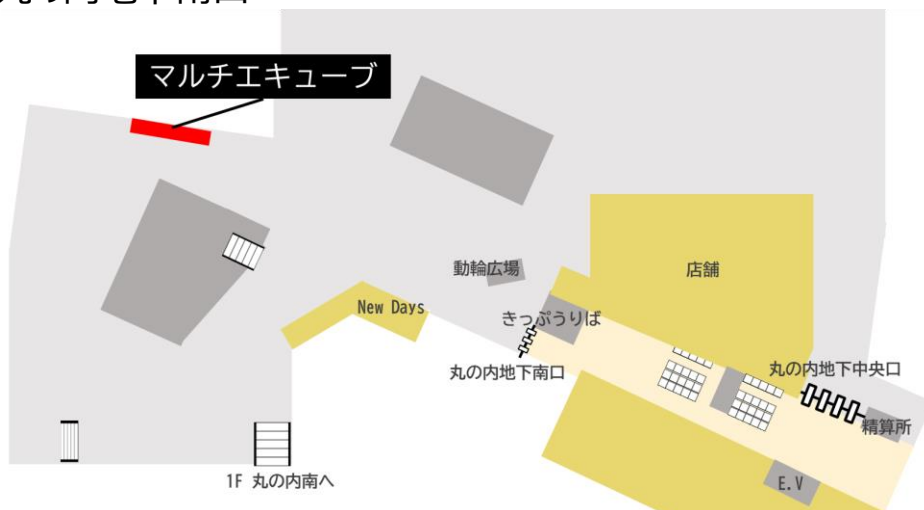 マルチエキューブ
動輪広場
店舗
New Days
きっぷうりば
丸の内地下南口
丸の内地下中央口
精算所
1F 丸の内南へ
E.V